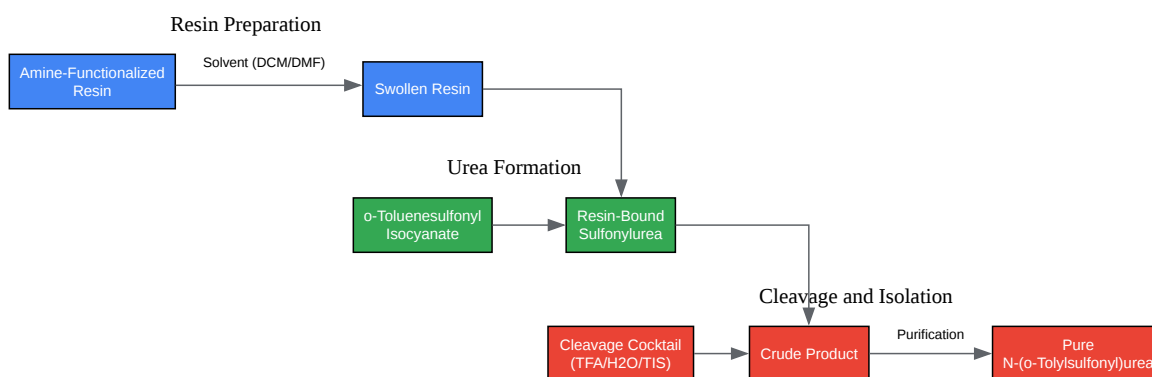 Resin Preparation
Amine-Functionalized
Resin
Solvent (DCM/DMF)
Swollen Resin
Urea Formation
o-Toluenesulfonyl
Isocyanate
Resin-Bound
Sulfonylurea
Cleavage and Isolation
Cleavage Cocktail
(TFA/H2O/TIS)
Crude Product
Purification
Pure
N-(o-Tolylsulfonyl)urea